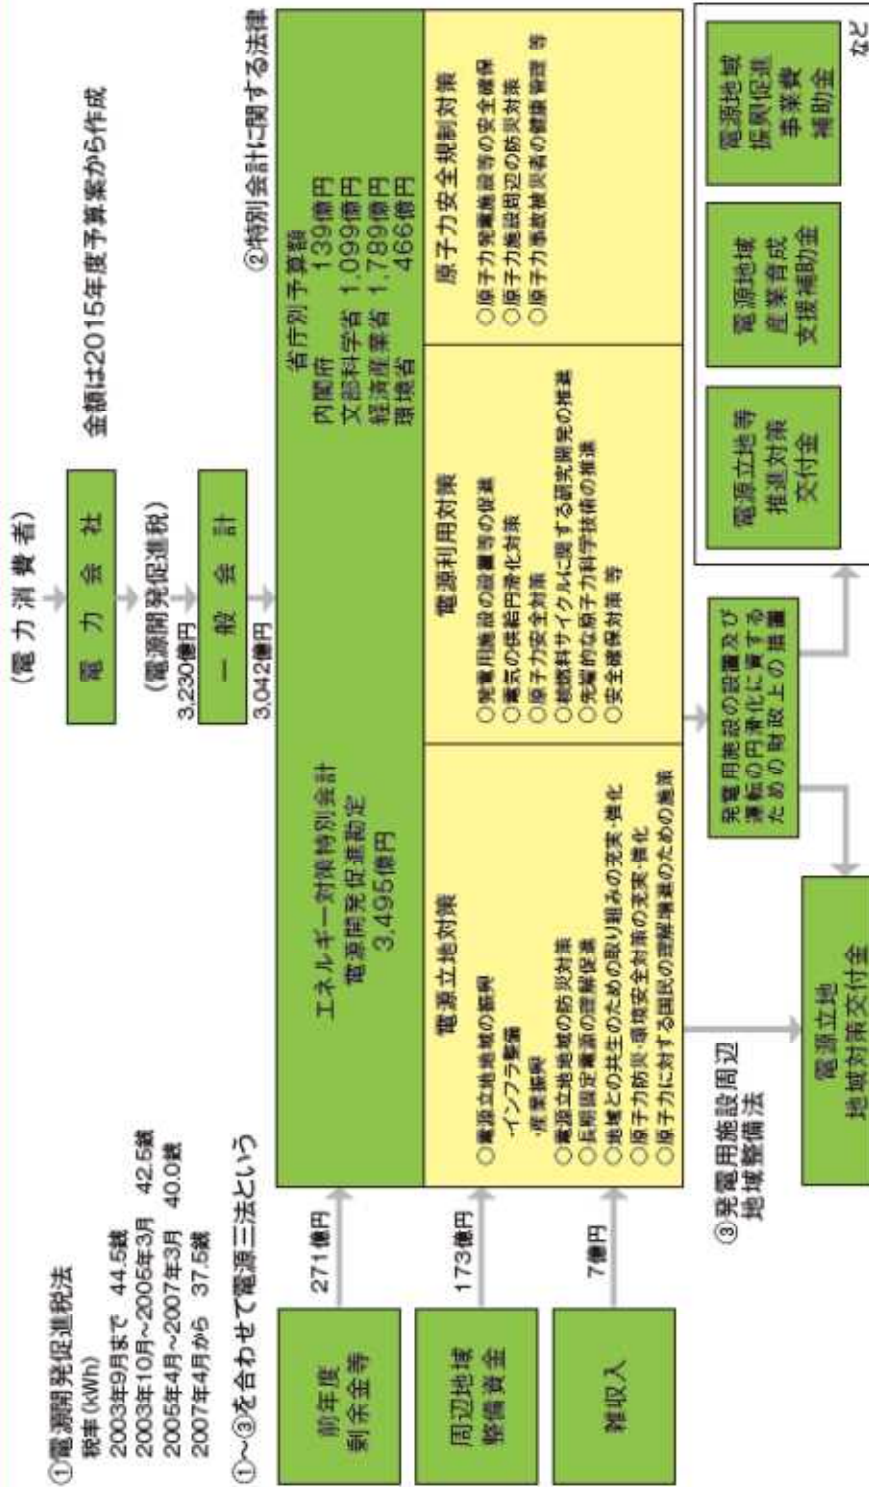 (電力消費者)
電力会社
金額は2015年度予算案から作成
(電源開発促進税)
3,230億円
一般会計
3,042億円
①電源開発促進税法
税率(kWh)
2003年9月まで 44.5銭
2003年10月~2005年3月 42.5銭
2005年4月~2007年3月 40.0銭
2007年4月から 37.5銭
①~③を合わせて電源三法という
②特別会計に関する法律
エネルギー対策特別会計
電源開発促進勘定
3,495億円
省庁別予算額
内閣府 139億円
文部科学省 1,099億円
経済産業省 1,789億円
環境省 466億円
前年度
剰余金等
271億円
周辺地域
整備資金
173億円
雑収入
7億円
電源立地対策
○電源立地地域の振興
・インフラ整備
・産業振興
○電源立地地域の防災対策
○長期固定電源の理解促進
○地域との共生のための取り組みの充実・強化
○原子力防災・環境安全対策の充実・強化
○原子力に対する国民の理解増進のための施策
電源利用対策
○発電用施設の設置等の促進
○電気の供給円滑化対策
○原子力安全対策
○核燃料サイクルに関する研究開発の推進
○先端的な原子力科学技術の推進
○安全確保対策 等
原子力安全規制対策
○原子力発電施設等の安全確保
○原子力施設周辺の防災対策
○原子力事故被災者の健康管理 等
③発電用施設周辺
地域整備法
発電用施設の設置及び
運転の円滑化に資する
ための財政上の措置
電源立地
地域対策交付金
電源立地等
推進対策
交付金
電源地域
産業育成
支援補助金
電源地域
振興促進
事業費
補助金
など